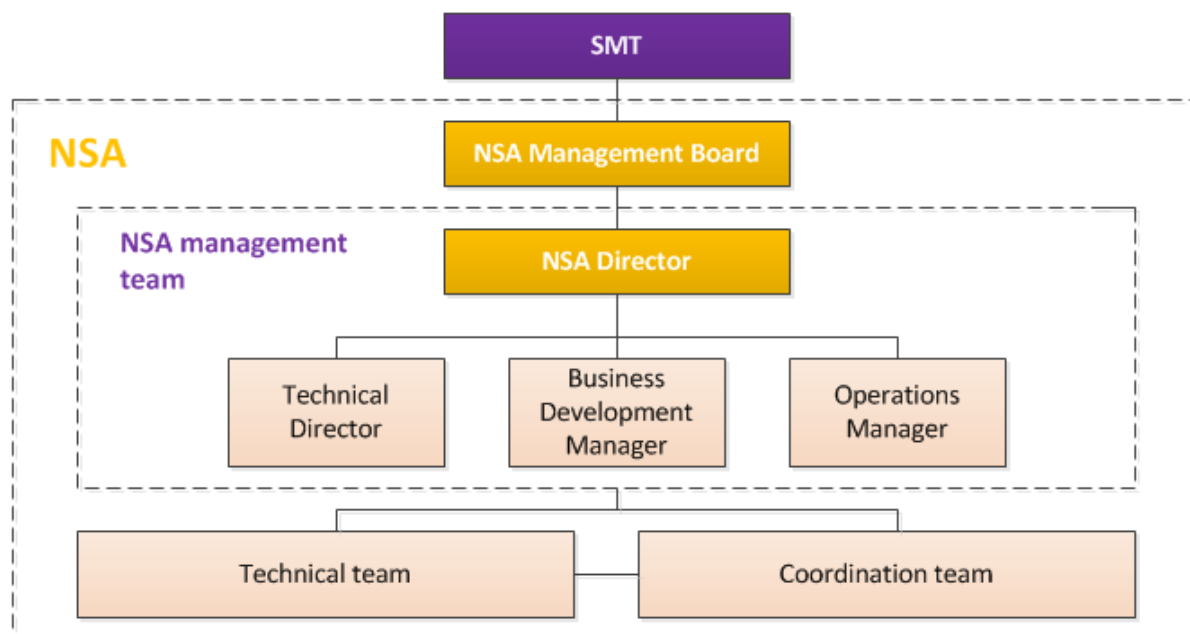 SMT
NSA
NSA Management Board
NSA management
team
NSA Director
Technical
Director
Business
Development
Manager
Operations
Manager
Technical team
Coordination team